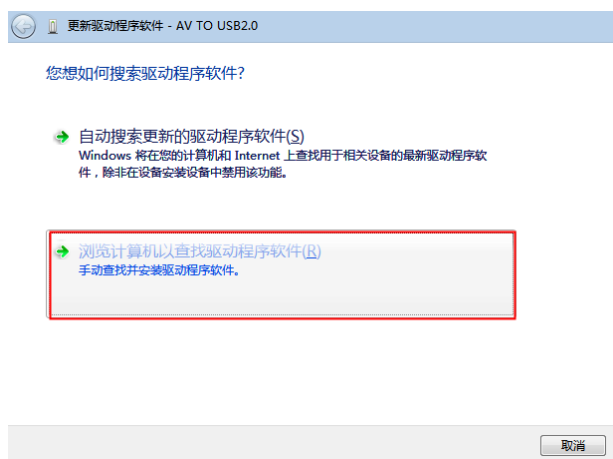 更新驱动程序软件 - AV TO USB2.0
您想如何搜索驱动程序软件?
自动搜索更新的驱动程序软件(S)
Windows 将在您的计算机和 Internet 上查找用于相关设备的最新驱动程序软
件，除非在设备安装设备中禁用该功能。
浏览计算机以查找驱动程序软件(R)
手动查找并安装驱动程序软件。
取消